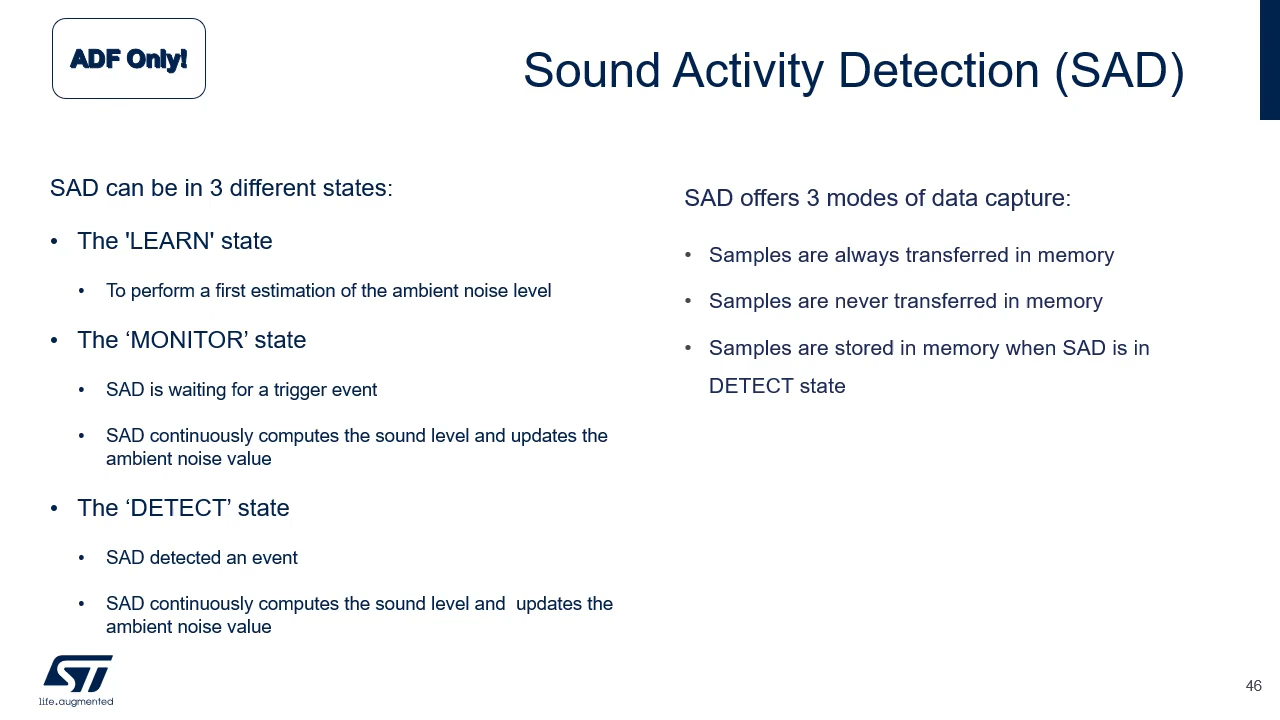 ADF Only!
Sound Activity Detection (SAD)
SAD can be in 3 different states:
• The 'LEARN' state
• To perform a first estimation of the ambient noise level
• The ‘MONITOR’ state
• SAD is waiting for a trigger event
• SAD continuously computes the sound level and updates the
ambient noise value
• The ‘DETECT’ state
• SAD detected an event
• SAD continuously computes the sound level and  updates the
ambient noise value
SAD offers 3 modes of data capture:
• Samples are always transferred in memory
• Samples are never transferred in memory
• Samples are stored in memory when SAD is in
DETECT state
ST
life.augmented
46